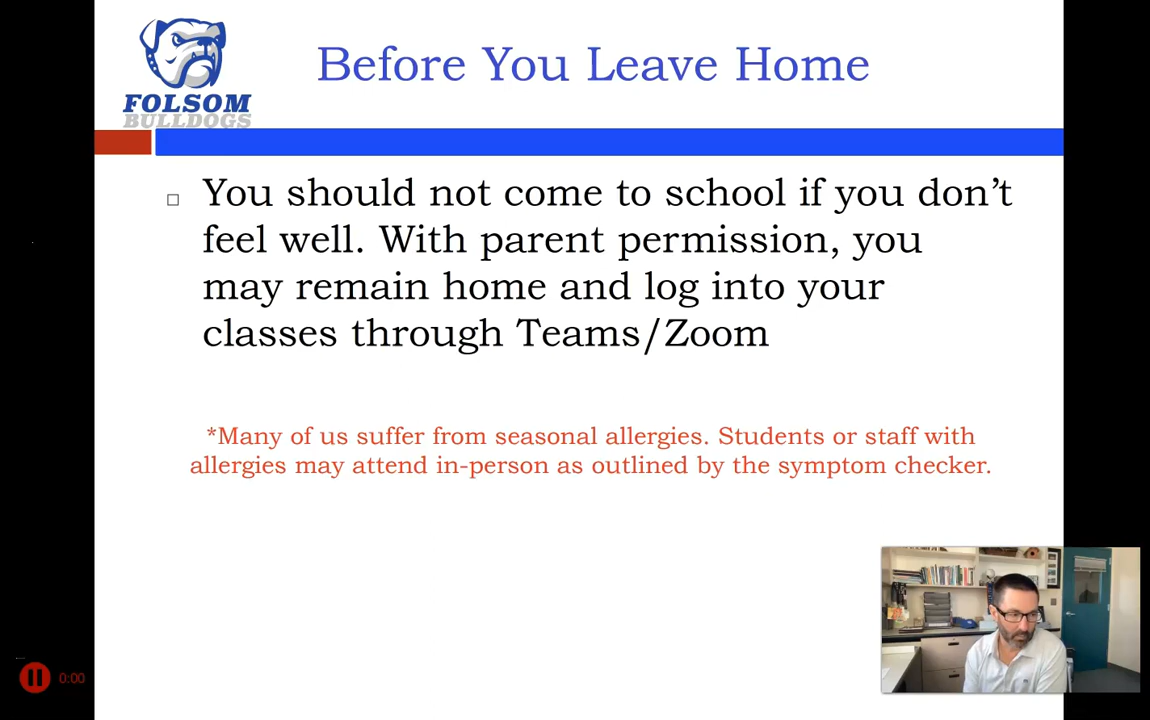 FOLSOM
BULLDOGS
Before You Leave Home
You should not come to school if you don’t
feel well. With parent permission, you
may remain home and log into your
classes through Teams/Zoom
*Many of us suffer from seasonal allergies. Students or staff with
allergies may attend in-person as outlined by the symptom checker.
0:00